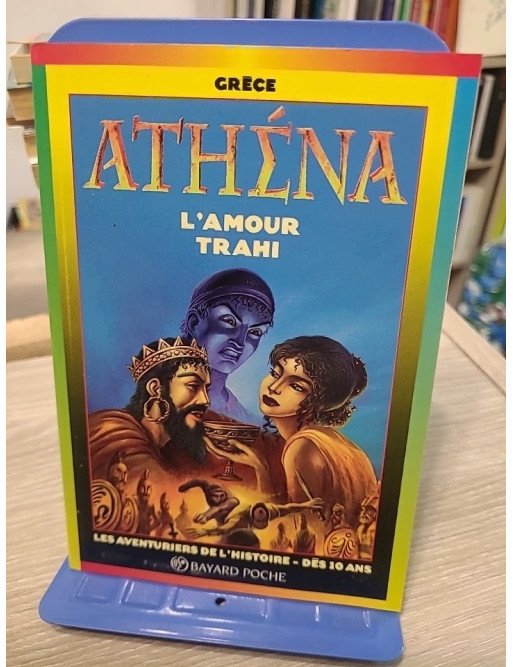 GRÈCE
ATHÉNA
L'AMOUR
TRAHI
LES AVENTURIERS DE L'HISTOIRE - DÈS 10 ANS
BAYARD POCHE